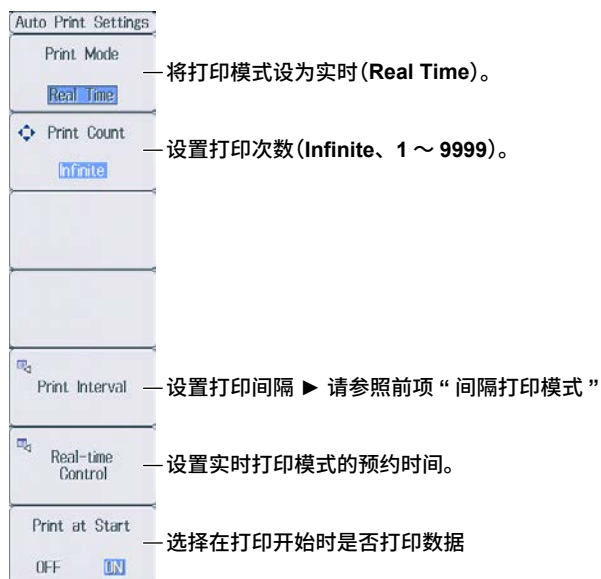 Auto Print Settings
Print Mode
Real Time
将打印模式设为实时(Real Time)。
Print Count
Infinite
设置打印次数(Infinite、1 ～ 9999)。
Print Interval
设置打印间隔 ► 请参照前项 “ 间隔打印模式 ”
Real-time
Control
设置实时打印模式的预约时间。
Print at Start
OFF ON
选择在打印开始时是否打印数据